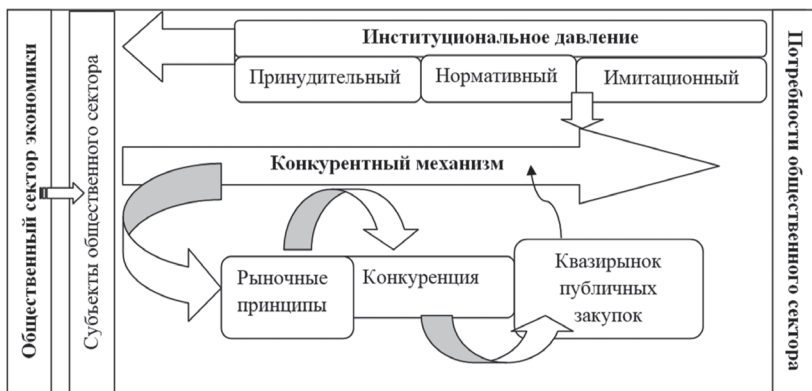 Общественный сектор экономики
Субъекты общественного сектора
Институциональное давление
Принудительный
Нормативный
Имитационный
Конкурентный механизм
Рыночные
принципы
Конкуренция
Квазирынок
публичных
закупок
Потребности общественного сектора